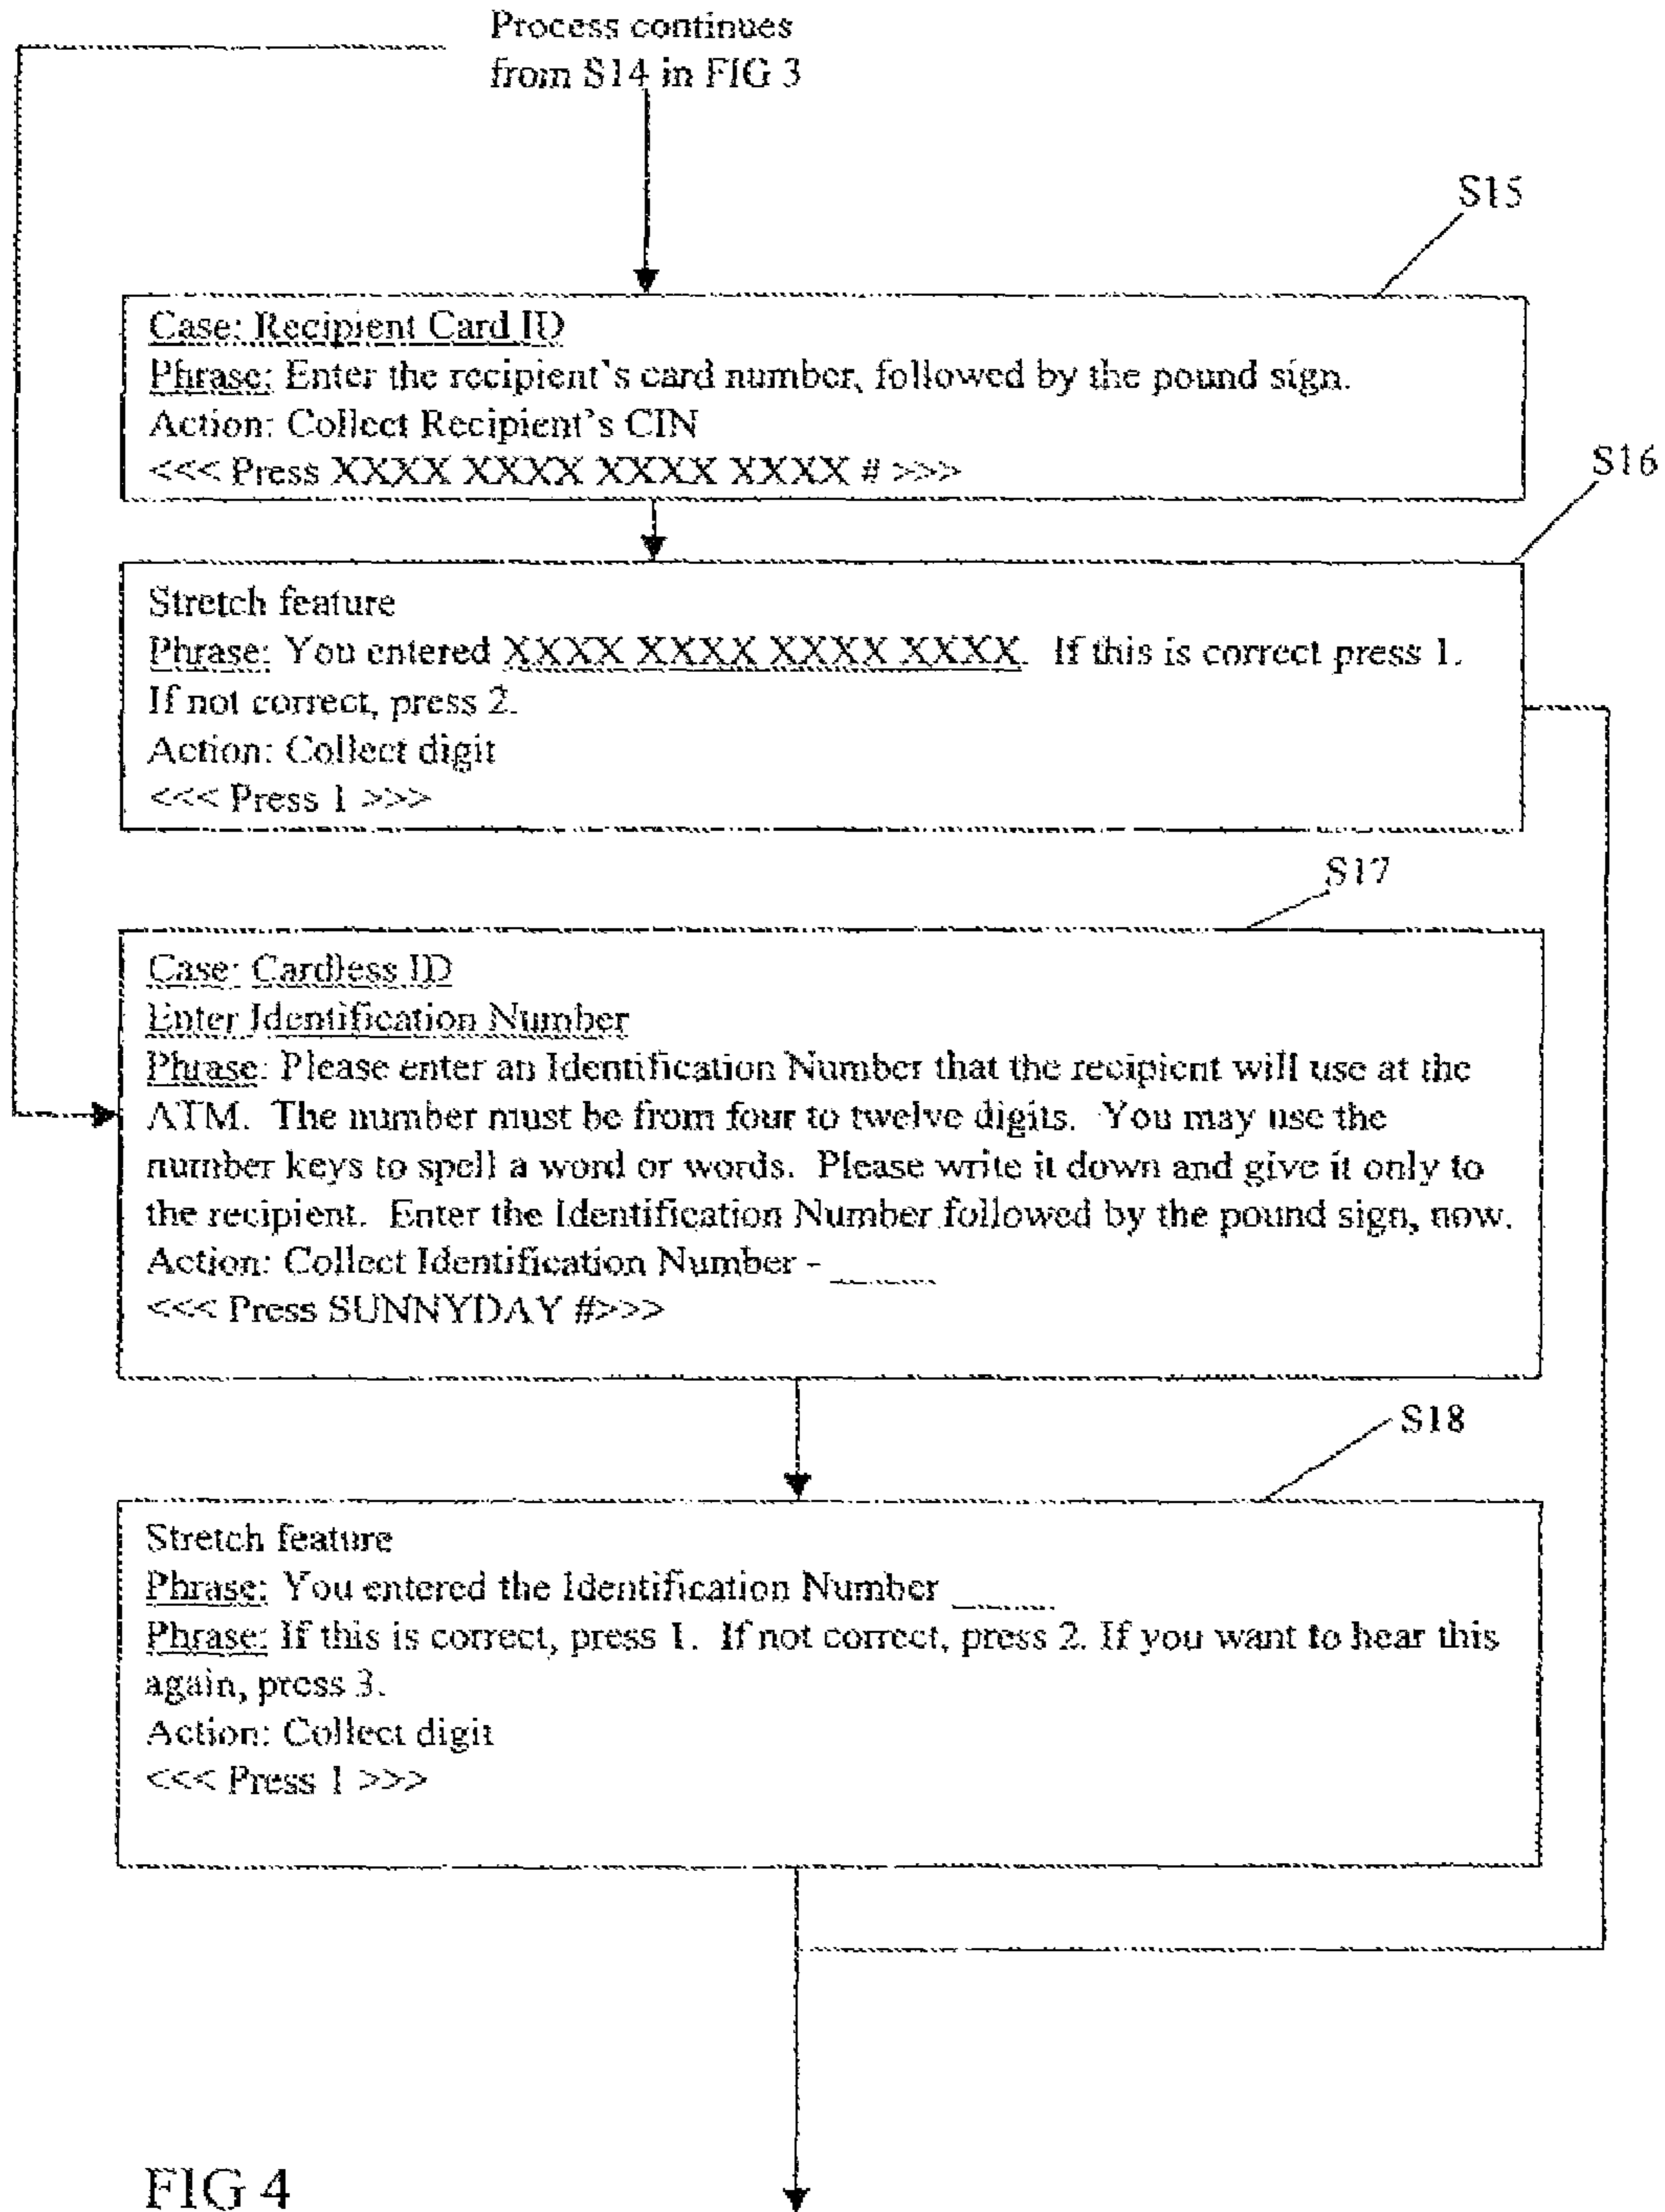 Process continues
from S14 in FIG 3
S15
Case: Recipient Card ID
Phrase: Enter the recipient's card number, followed by the pound sign.
Action: Collect Recipient's CIN
<<< Press XXXX XXXX XXXX XXXX # >>>
S16
Stretch feature
Phrase: You entered XXXX XXXX XXXX XXXX. If this is correct press 1.
If not correct, press 2.
Action: Collect digit
<<< Press 1 >>>
S17
Case: Cardless ID
Enter Identification Number
Phrase: Please enter an Identification Number that the recipient will use at the
ATM. The number must be from four to twelve digits. You may use the
number keys to spell a word or words. Please write it down and give it only to
the recipient. Enter the Identification Number followed by the pound sign, now.
Action: Collect Identification Number - ______
<<< Press SUNNYDAY #>>>
S18
Stretch feature
Phrase: You entered the Identification Number ______
Phrase: If this is correct, press 1. If not correct, press 2. If you want to hear this
again, press 3.
Action: Collect digit
<<< Press 1 >>>
FIG 4